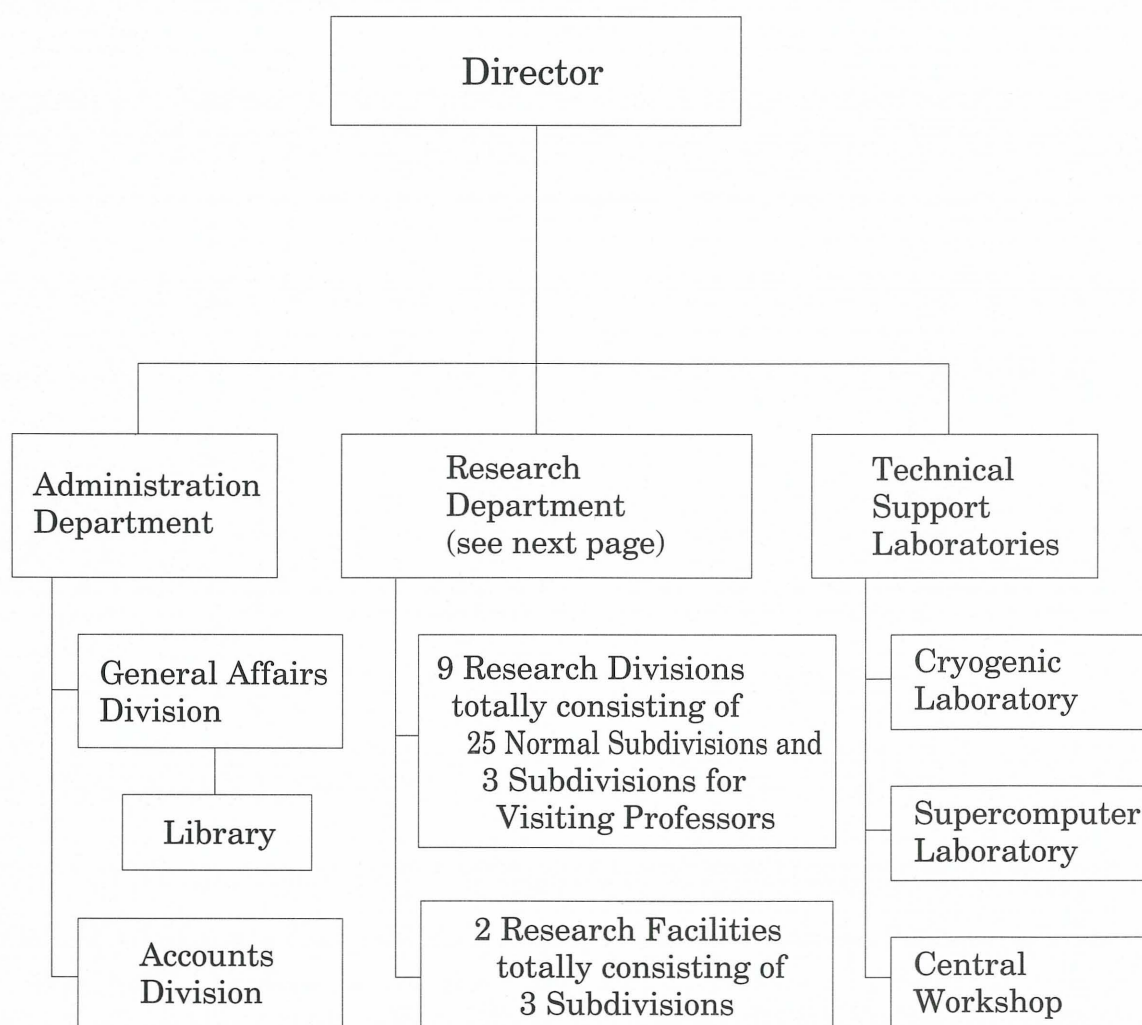 Director
Administration
Department
General Affairs
Division
Library
Accounts
Division
Research
Department
(see next page)
9 Research Divisions
totally consisting of
25 Normal Subdivisions and
3 Subdivisions for
Visiting Professors
2 Research Facilities
totally consisting of
3 Subdivisions
Technical
Support
Laboratories
Cryogenic
Laboratory
Supercomputer
Laboratory
Central
Workshop